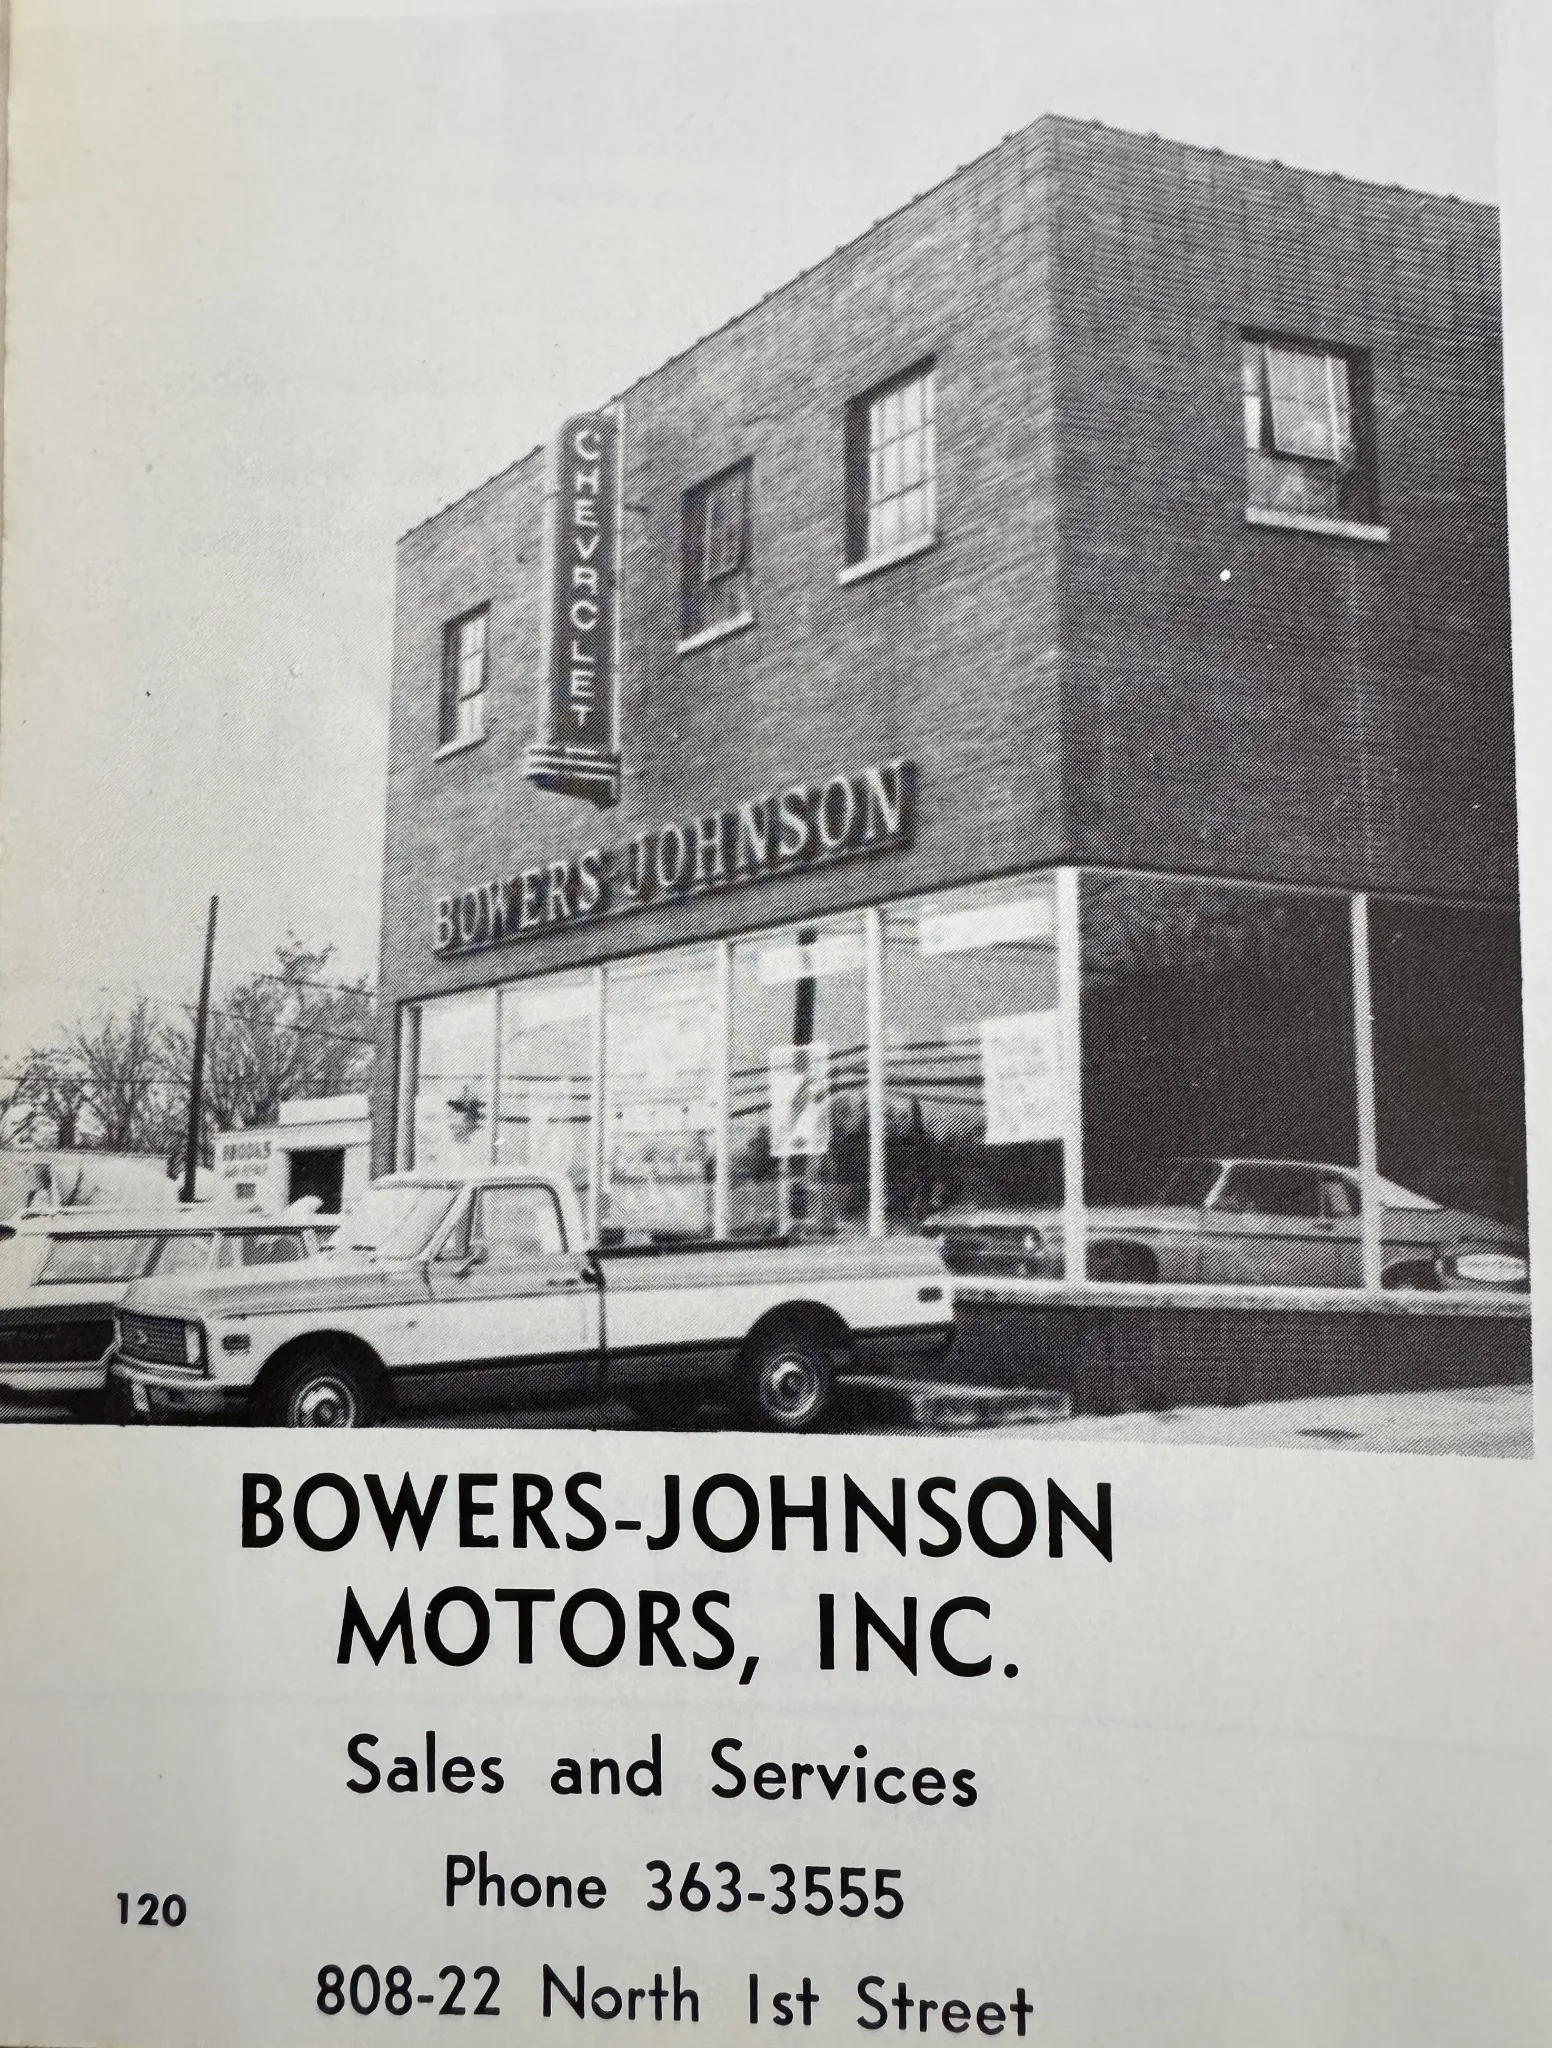 CHEVROLET
BOWERS JOHNSON
BOWERS-JOHNSON
MOTORS, INC.
Sales and Services
Phone 363-3555
120
808-22 North 1st Street